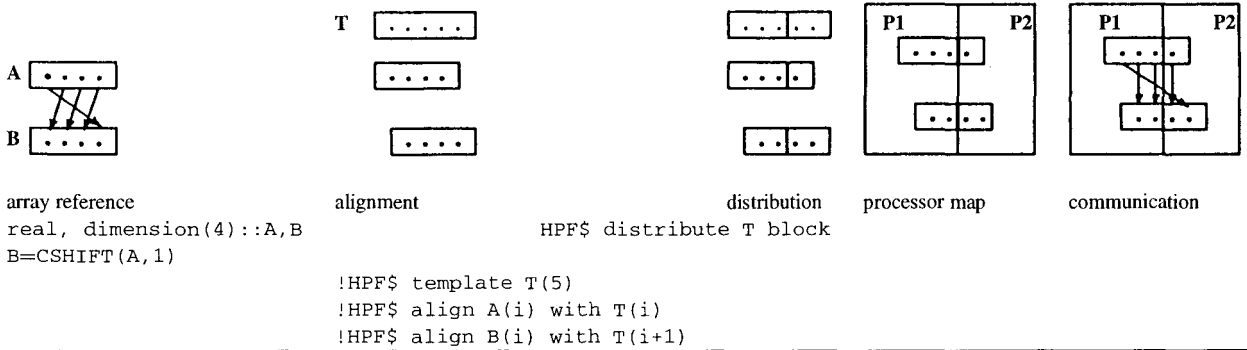 T
P1 P2
P1 P2
A
B
array reference
alignment
distribution
processor map
communication
real, dimension(4)::A,B
HPF$ distribute T block
B=CSHIFT(A,1)
!HPF$ template T(5)
!HPF$ align A(i) with T(i)
!HPF$ align B(i) with T(i+1)